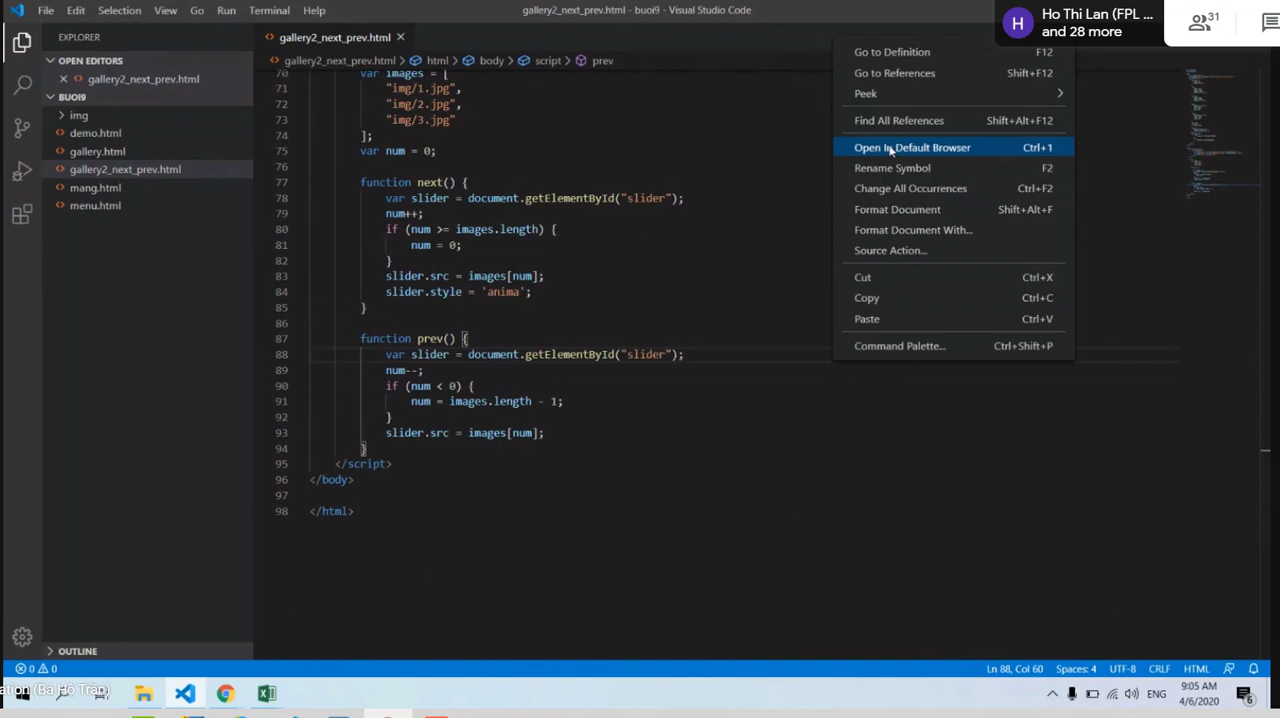 File Edit Selection View Go Run Terminal Help
gallery2_next_prev.html - buoi9 - Visual Studio Code
H
Ho Thi Lan (FPL ...
and 28 more
31
EXPLORER
OPEN EDITORS
gallery2_next_prev.html
BUOI9
img
demo.html
gallery.html
gallery2_next_prev.html
mang.html
menu.html
OUTLINE
gallery2_next_prev.html
gallery2_next_prev.html > html > body > script > prev
70 var images = [
71 "img/1.jpg",
72 "img/2.jpg",
73 "img/3.jpg"
74 ];
75 var num = 0;
76
77 function next() {
78 var slider = document.getElementById("slider");
79 num++;
80 if (num >= images.length) {
81 num = 0;
82 }
83 slider.src = images[num];
84 slider.style = 'anima';
85 }
86
87 function prev() {
88 var slider = document.getElementById("slider");
89 num--;
90 if (num < 0) {
91 num = images.length - 1;
92 }
93 slider.src = images[num];
94 }
95 </script>
96 </body>
97
98 </html>
Go to Definition F12
Go to References Shift+F12
Peek
Find All References Shift+Alt+F12
Open In Default Browser Ctrl+1
Rename Symbol F2
Change All Occurrences Ctrl+F2
Format Document Shift+Alt+F
Format Document With...
Source Action...
Cut Ctrl+X
Copy Ctrl+C
Paste Ctrl+V
Command Palette... Ctrl+Shift+P
0 0
Ln 88, Col 60 Spaces: 4 UTF-8 CRLF HTML
(Ba Ho Tran)
ENG
9:05 AM
4/6/2020
6